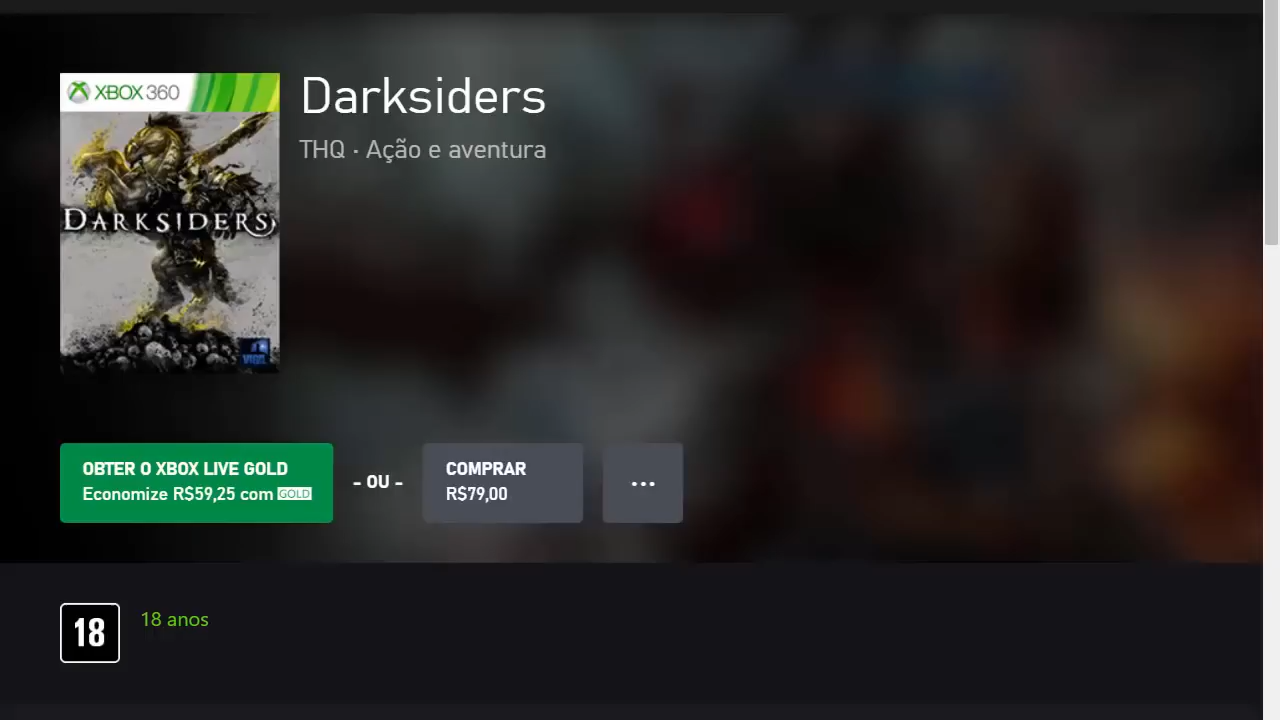 XBOX 360
DARKSIDERS
VIGIL
Darksiders
THQ · Ação e aventura
OBTER O XBOX LIVE GOLD
Economize R$59,25 com GOLD
- OU -
COMPRAR
R$79,00
...
18
18 anos